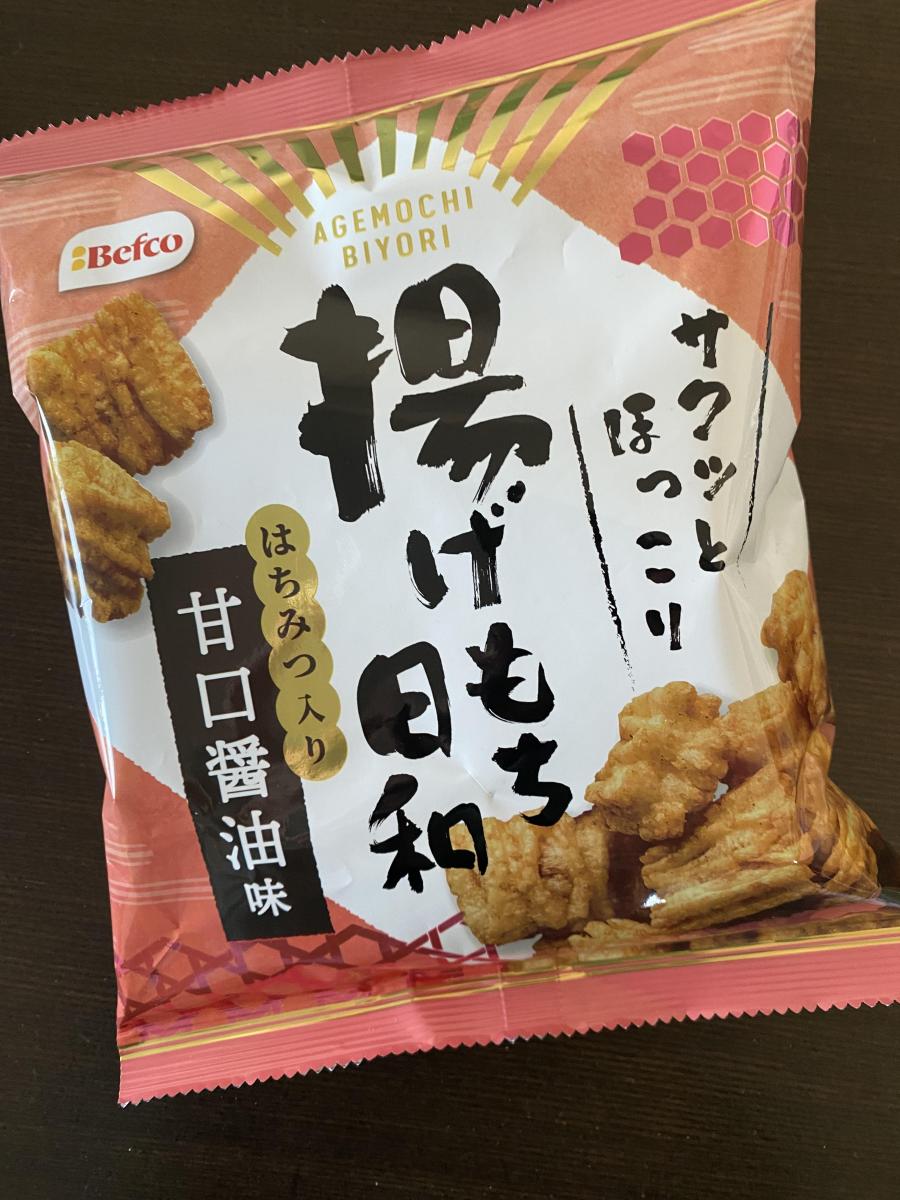 Befco
AGEMOCHI
BIYORI
サクッと
ほっこり
揚げもち
日和
はちみつ入り
甘口醤油味